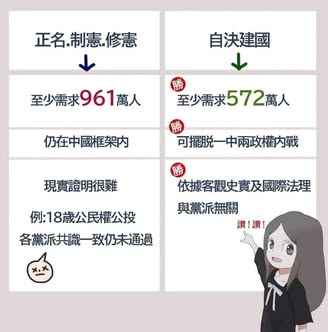 正名.制憲.修憲
至少需求961萬人
仍在中國框架內
現實證明很難
例:18歲公民權公投
各黨派共識一致仍未通過
自決建國
勝
至少需求572萬人
勝
可擺脱一中兩政權内戰
勝
依據客觀史實及國際法理
與黨派無關
讚!讚!